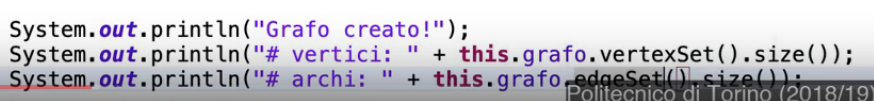 System.out.println("Grafo creato!");
System.out.println("# vertici: " + this.grafo.vertexSet().size());
System.out.println("# archi: " + this.grafo.edgeSet().size());
Politecnico di Torino (2018/19)